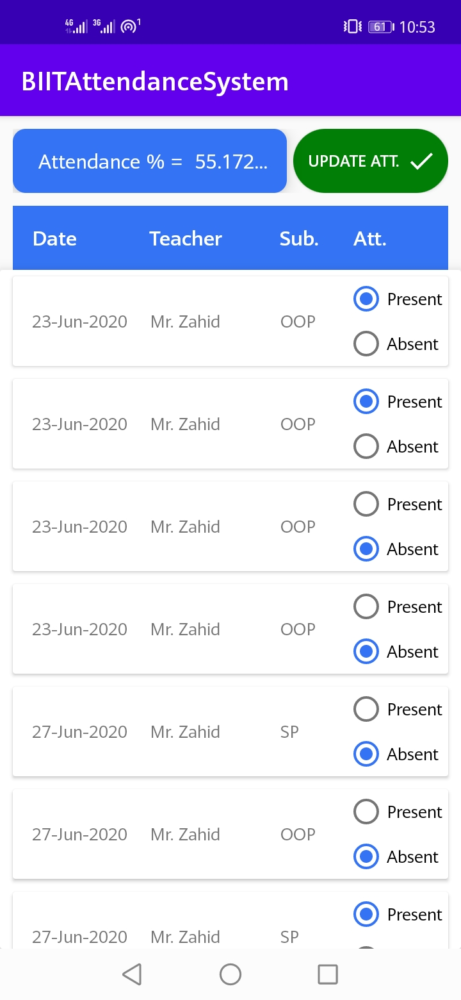 4G 3G 1 61 10:53
BIITAttendanceSystem
Attendance % = 55.172... UPDATE ATT.
Date Teacher Sub. Att.
Present
23-Jun-2020 Mr. Zahid OOP
Absent
Present
23-Jun-2020 Mr. Zahid OOP
Absent
Present
23-Jun-2020 Mr. Zahid OOP
Absent
Present
23-Jun-2020 Mr. Zahid OOP
Absent
Present
27-Jun-2020 Mr. Zahid SP
Absent
Present
27-Jun-2020 Mr. Zahid OOP
Absent
Present
27-Jun-2020 Mr. Zahid SP